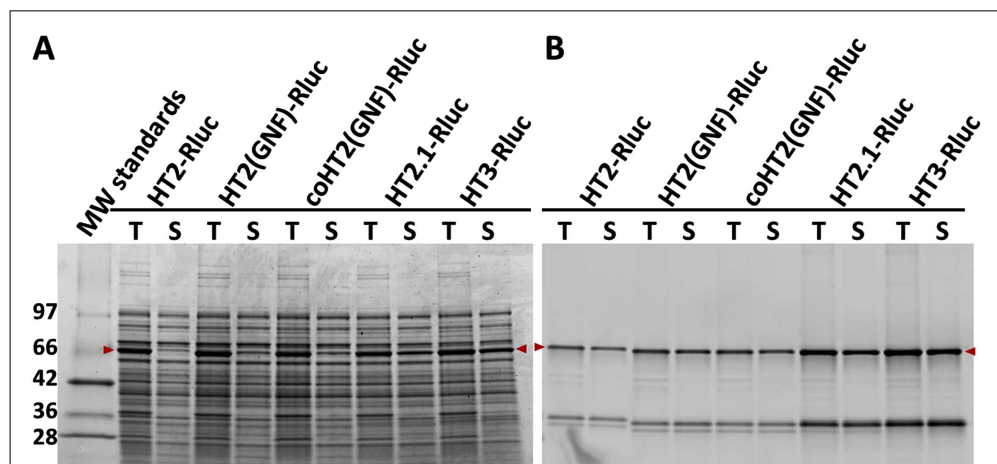 A
MW standards
HT2-Rluc
HT2(GNF)-Rluc
coHT2(GNF)-Rluc
HT2.1-Rluc
HT3-Rluc
T S T S T S T S T S
97
66
42
36
28
B
HT2-Rluc
HT2(GNF)-Rluc
coHT2(GNF)-Rluc
HT2.1-Rluc
HT3-Rluc
T S T S T S T S T S